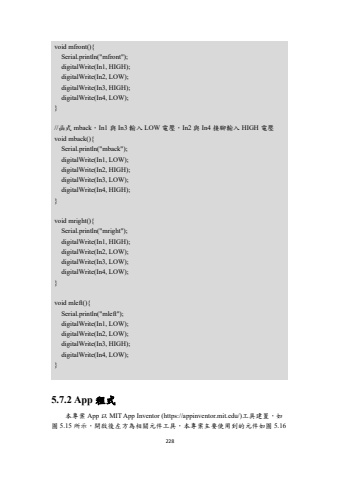 void mfront(){
Serial.println("mfront");
digitalWrite(In1, HIGH);
digitalWrite(In2, LOW);
digitalWrite(In3, HIGH);
digitalWrite(In4, LOW);
}
//函式 mback，In1 與 In3 輸入 LOW 電壓，In2 與 In4 接腳輸入 HIGH 電壓
void mback(){
Serial.println("mback");
digitalWrite(In1, LOW);
digitalWrite(In2, HIGH);
digitalWrite(In3, LOW);
digitalWrite(In4, HIGH);
}
void mright(){
Serial.println("mright");
digitalWrite(In1, HIGH);
digitalWrite(In2, LOW);
digitalWrite(In3, LOW);
digitalWrite(In4, LOW);
}
void mleft(){
Serial.println("mleft");
digitalWrite(In1, LOW);
digitalWrite(In2, LOW);
digitalWrite(In3, HIGH);
digitalWrite(In4, LOW);
}
5.7.2 App 程式
本專案 App 以 MIT App Inventor (https://appinventor.mit.edu/)工具建置，如
圖 5.15 所示，開啟後左方為相關元件工具，本專案主要使用到的元件如圖 5.16
228